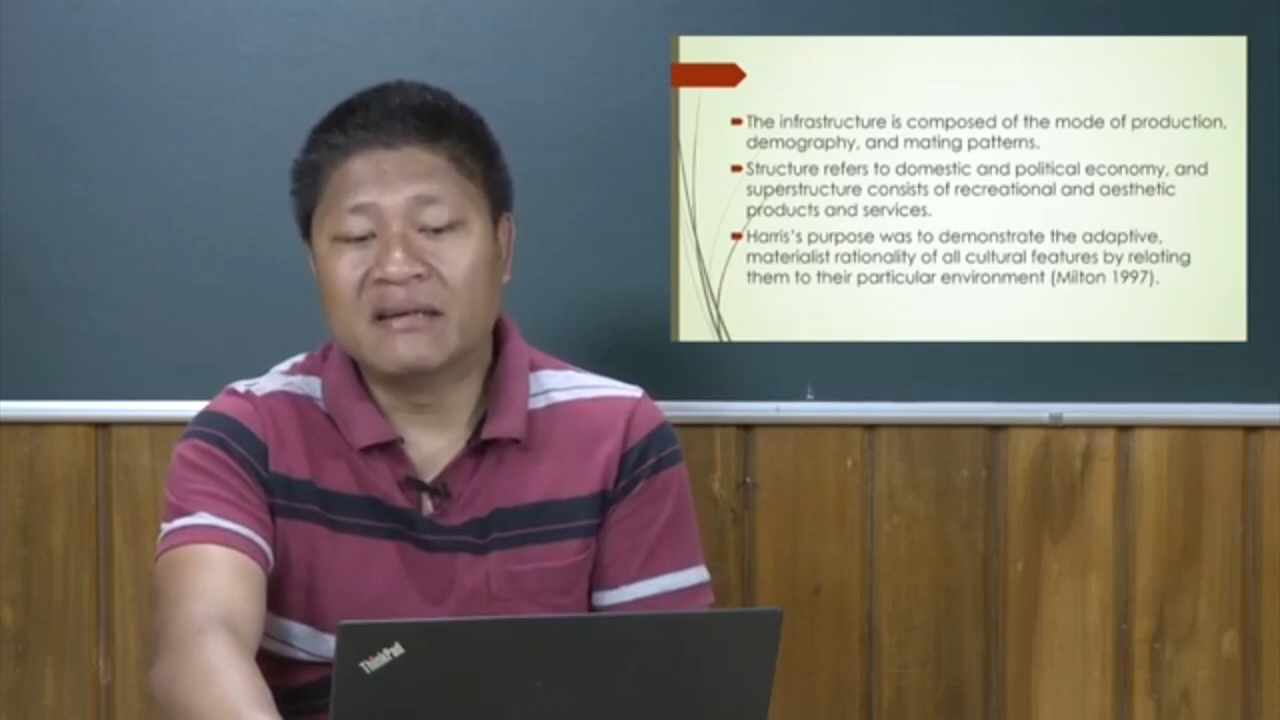 The infrastructure is composed of the mode of production,
demography, and mating patterns.
Structure refers to domestic and political economy, and
superstructure consists of recreational and aesthetic
products and services.
Harris's purpose was to demonstrate the adaptive,
materialist rationality of all cultural features by relating
them to their particular environment (Milton 1997).
ThinkPad